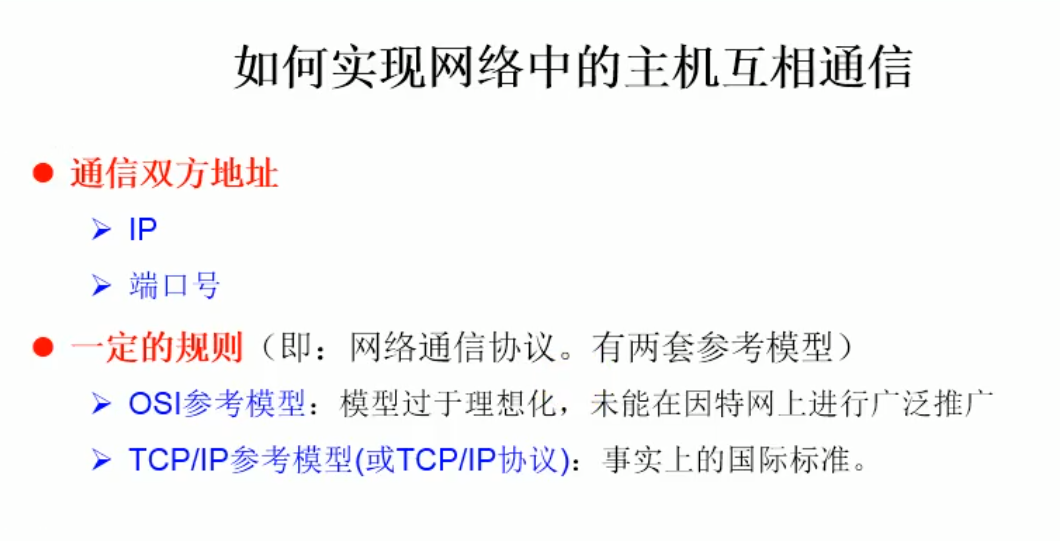 如何实现网络中的主机互相通信
● 通信双方地址
➢ IP
➢ 端口号
● 一定的规则（即：网络通信协议。有两套参考模型）
➢ OSI参考模型：模型过于理想化，未能在因特网上进行广泛推广
➢ TCP/IP参考模型(或TCP/IP协议)：事实上的国际标准。